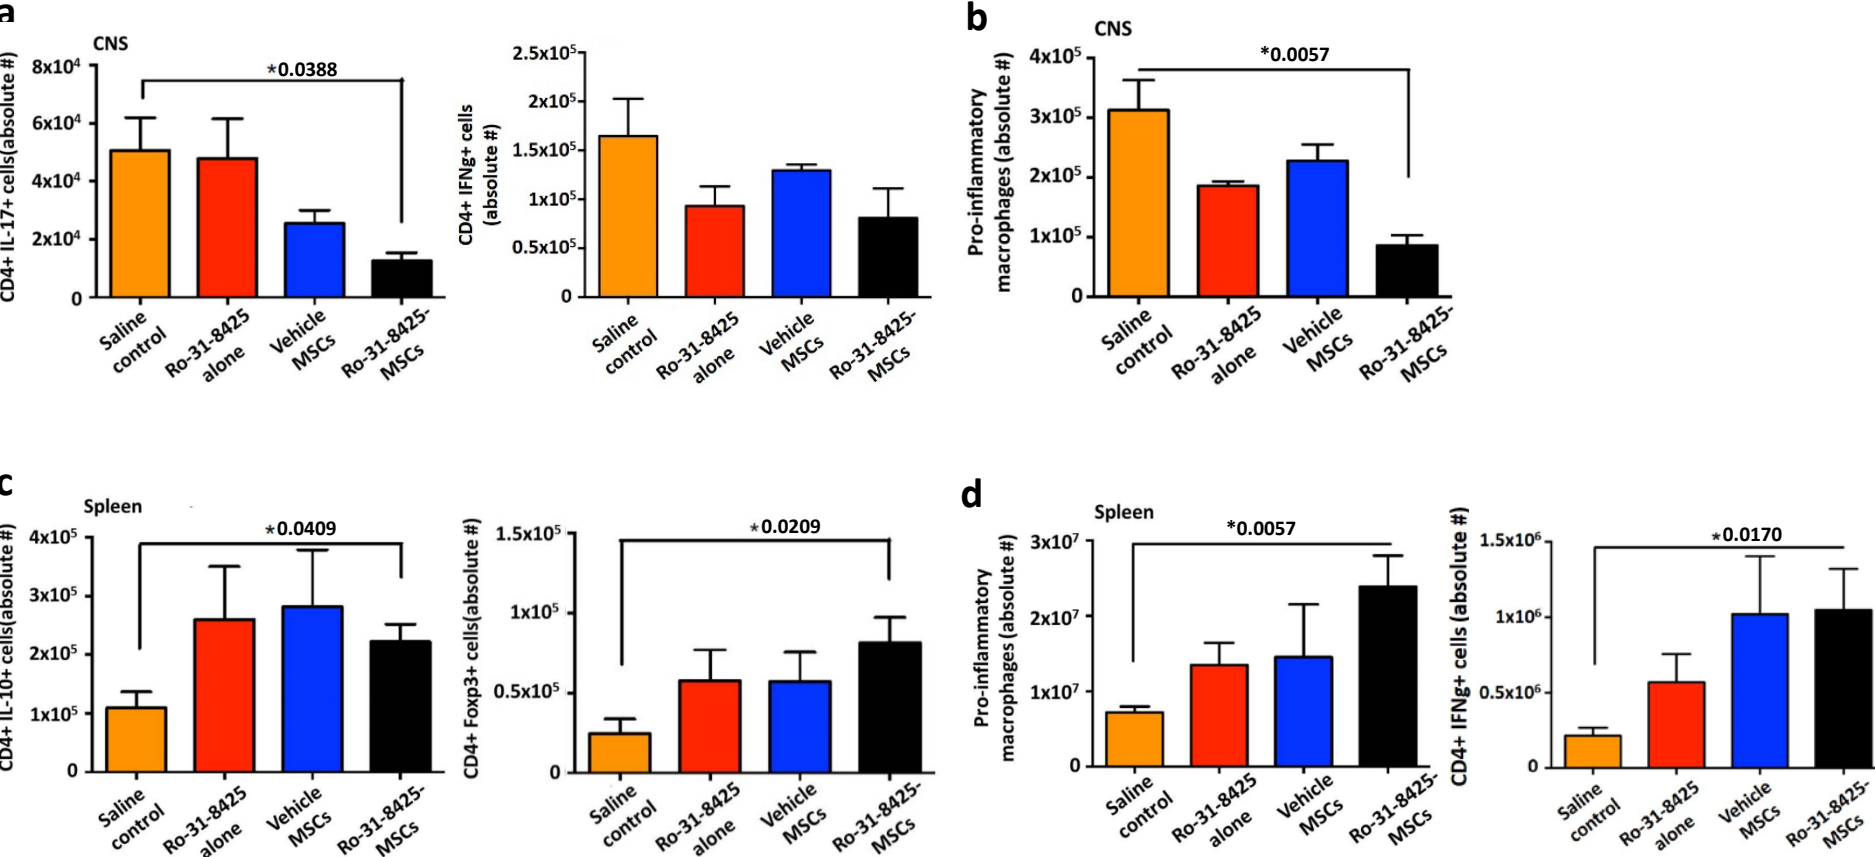 a
CNS
CD4+ IL-17+ cells(absolute #)
8x10⁴
6x10⁴
4x10⁴
2x10⁴
0
*0.0388
Saline
control
Ro-31-8425
alone
Vehicle
MSCs
Ro-31-8425-
MSCs
CD4+ IFNg+ cells
(absolute #)
2.5x10⁵
2x10⁵
1.5x10⁵
1x10⁵
0.5x10⁵
0
Saline
control
Ro-31-8425
alone
Vehicle
MSCs
Ro-31-8425-
MSCs
b
CNS
Pro-inflammatory
macrophages (absolute #)
4x10⁵
3x10⁵
2x10⁵
1x10⁵
0
*0.0057
Saline
control
Ro-31-8425
alone
Vehicle
MSCs
Ro-31-8425-
MSCs
c
Spleen
CD4+ IL-10+ cells(absolute #)
4x10⁵
3x10⁵
2x10⁵
1x10⁵
0
*0.0409
Saline
control
Ro-31-8425
alone
Vehicle
MSCs
Ro-31-8425-
MSCs
CD4+ Foxp3+ cells(absolute #)
1.5x10⁵
1x10⁵
0.5x10⁵
0
*0.0209
Saline
control
Ro-31-8425
alone
Vehicle
MSCs
Ro-31-8425-
MSCs
d
Spleen
Pro-inflammatory
macrophages (absolute #)
3x10⁷
2x10⁷
1x10⁷
0
*0.0057
Saline
control
Ro-31-8425
alone
Vehicle
MSCs
Ro-31-8425-
MSCs
CD4+ IFNg+ cells (absolute #)
1.5x10⁶
1x10⁶
0.5x10⁶
0
*0.0170
Saline
control
Ro-31-8425
alone
Vehicle
MSCs
Ro-31-8425-
MSCs